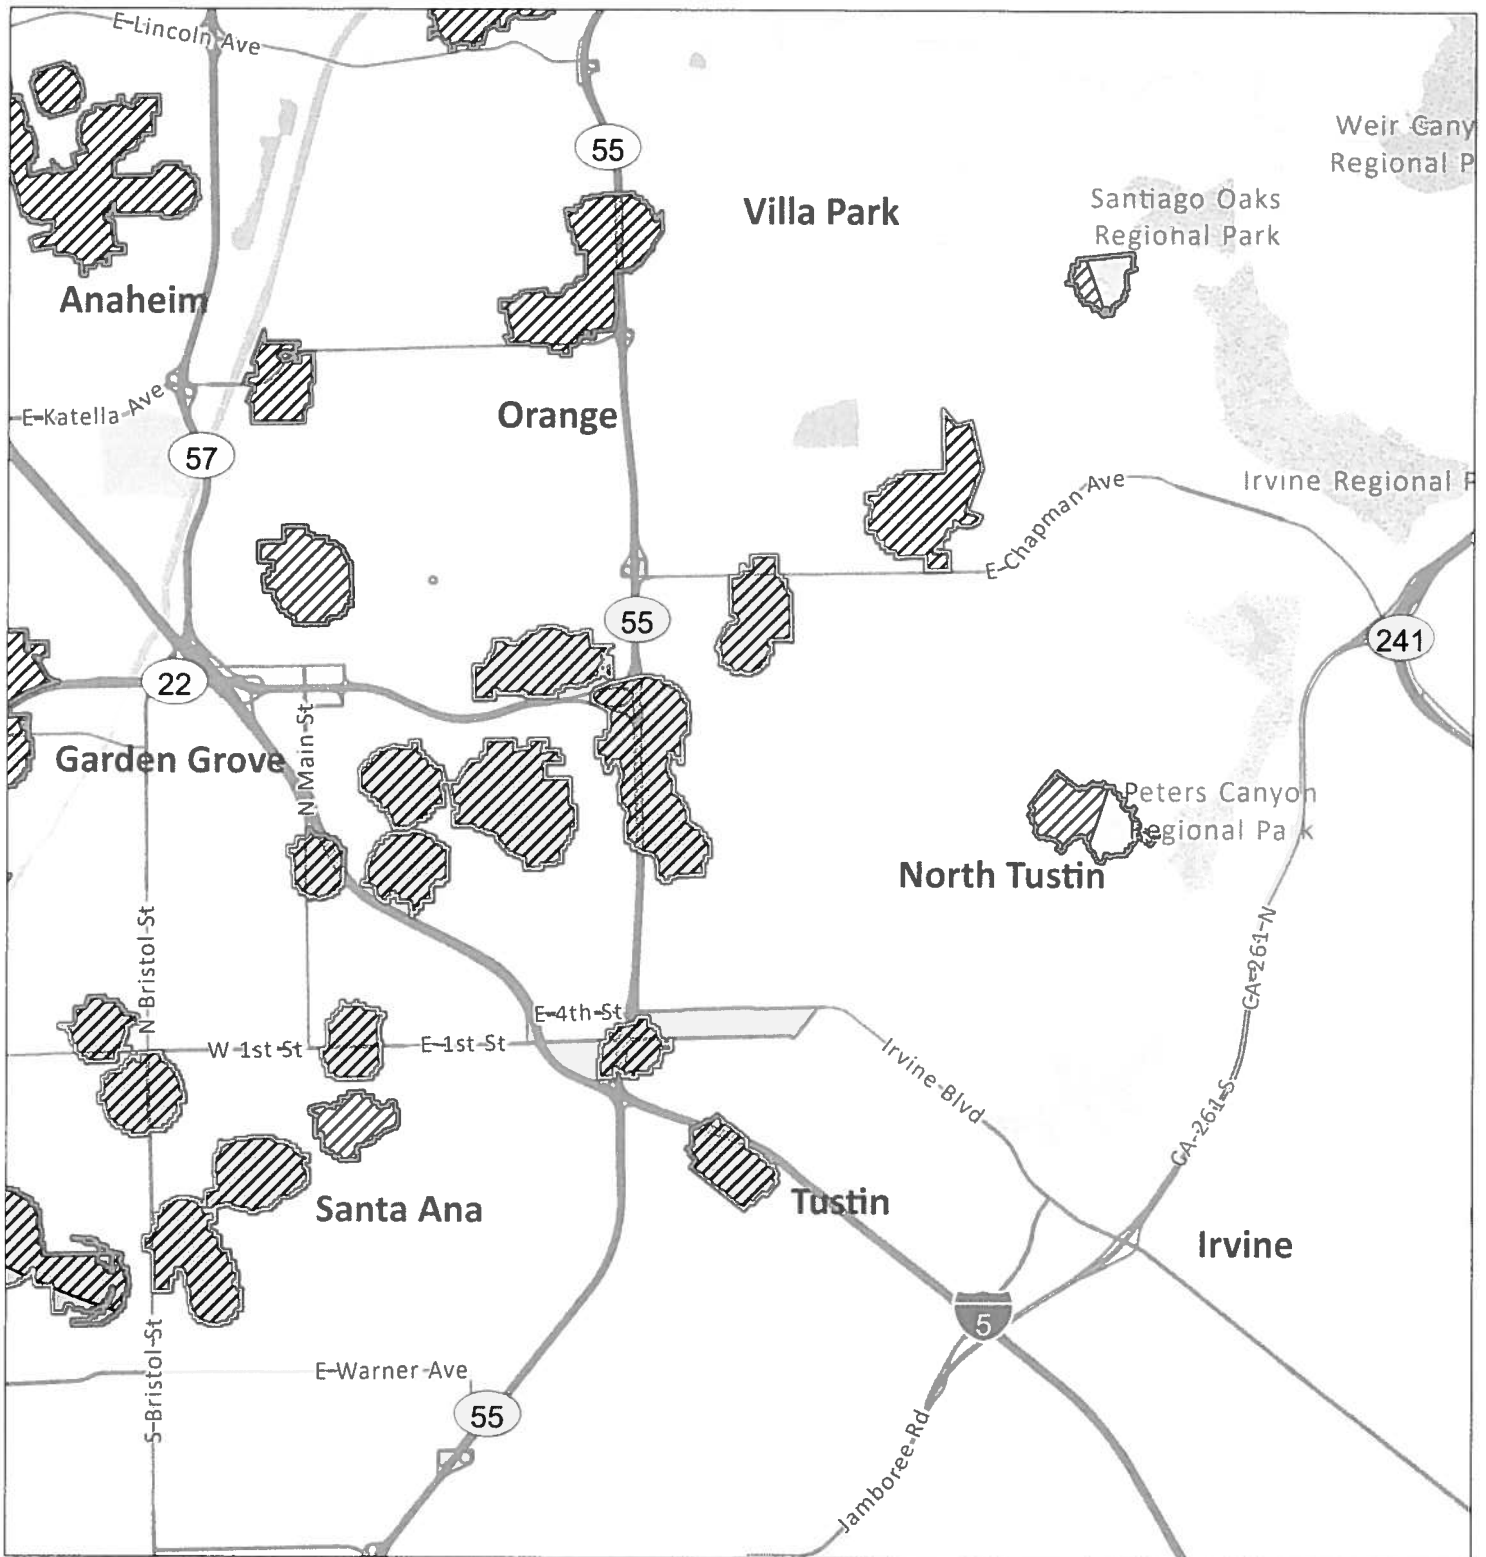 E Lincoln Ave
55
Weir Cany
Regional P
Santiago Oaks
Regional Park
Villa Park
Anaheim
E Katella Ave
Orange
57
Irvine Regional P
E Chapman Ave
55
241
22
Garden Grove
N Main St
Peters Canyon
Regional Park
North Tustin
N Bristol St
CA-261-N
E 4th St
W 1st St
E 1st St
Irvine Blvd
CA-261-S
Santa Ana
Tustin
Irvine
5
S Bristol St
E Warner Ave
55
Jamboree Rd